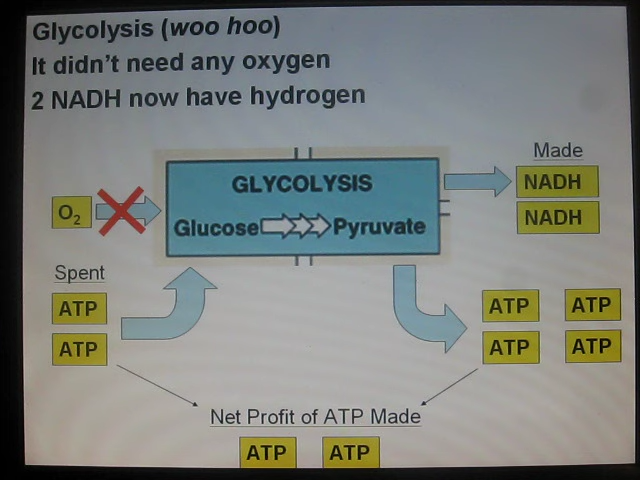 Glycolysis (woo hoo)
It didn't need any oxygen
2 NADH now have hydrogen
Made
GLYCOLYSIS
NADH
O2
Glucose Pyruvate
NADH
Spent
ATP
ATP ATP
ATP
ATP ATP
Net Profit of ATP Made
ATP ATP